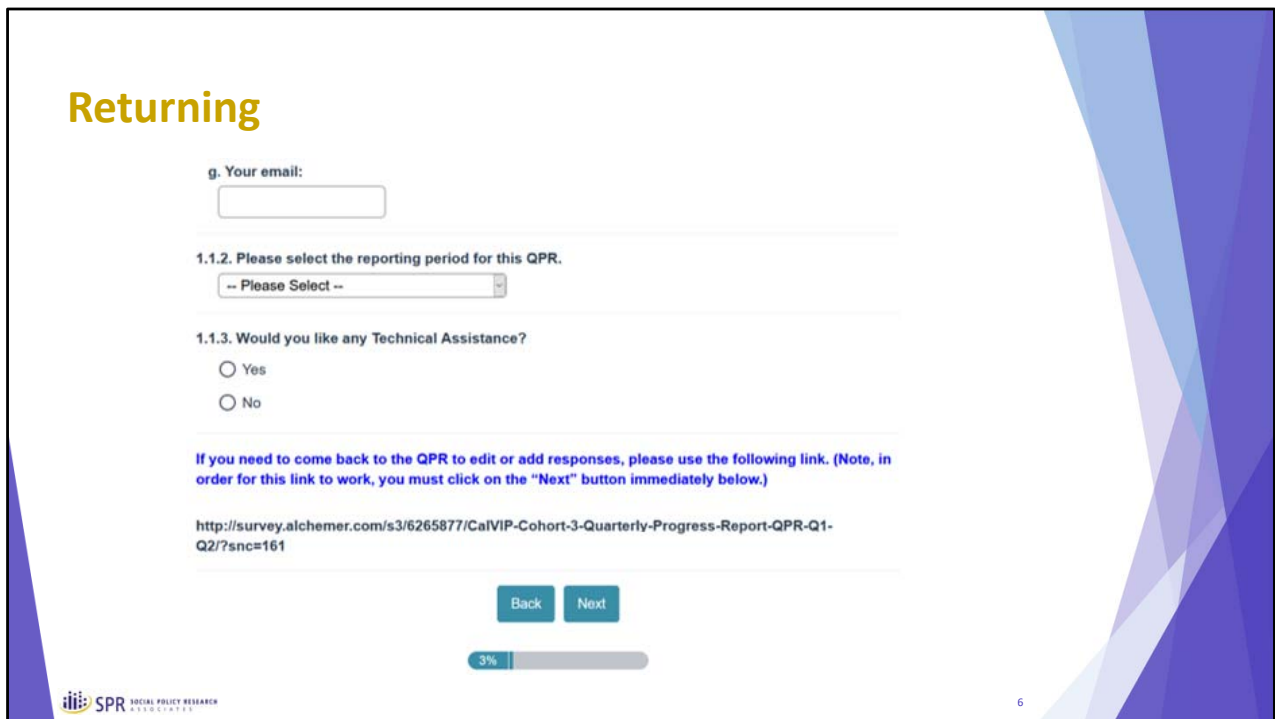 Returning
g. Your email:
1.1.2. Please select the reporting period for this QPR.
-- Please Select --
1.1.3. Would you like any Technical Assistance?
Yes
No
If you need to come back to the QPR to edit or add responses, please use the following link. (Note, in
order for this link to work, you must click on the “Next” button immediately below.)
http://survey.alchemer.com/s3/6265877/CalVIP-Cohort-3-Quarterly-Progress-Report-QPR-Q1-
Q2/?snc=161
Back Next
3%
SPR SOCIAL POLICY RESEARCH
ASSOCIATES
6